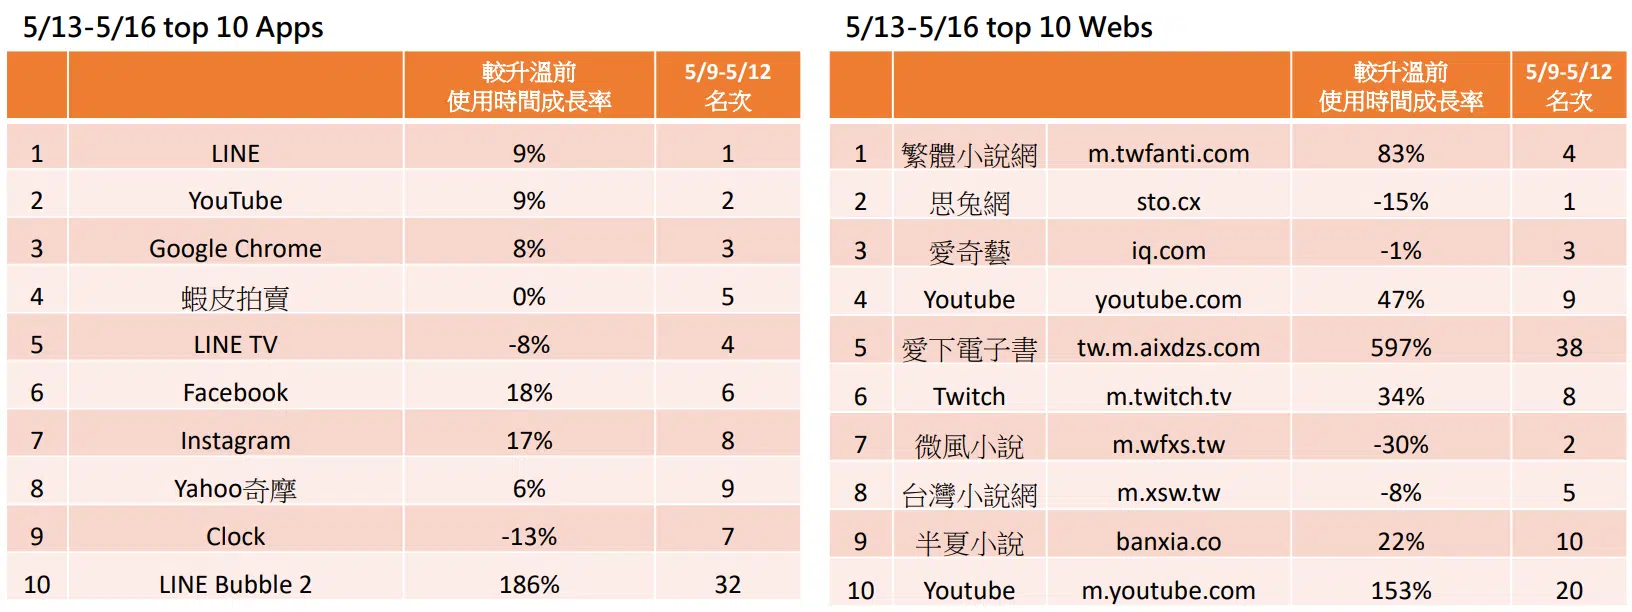 5/13-5/16 top 10 Apps
較升溫前
使用時間成長率
5/9-5/12
名次
1 LINE 9% 1
2 YouTube 9% 2
3 Google Chrome 8% 3
4 蝦皮拍賣 0% 5
5 LINE TV -8% 4
6 Facebook 18% 6
7 Instagram 17% 8
8 Yahoo奇摩 6% 9
9 Clock -13% 7
10 LINE Bubble 2 186% 32
5/13-5/16 top 10 Webs
較升溫前
使用時間成長率
5/9-5/12
名次
1 繁體小說網 m.twfanti.com 83% 4
2 思兔網 sto.cx -15% 1
3 愛奇藝 iq.com -1% 3
4 Youtube youtube.com 47% 9
5 愛下電子書 tw.m.aixdzs.com 597% 38
6 Twitch m.twitch.tv 34% 8
7 微風小說 m.wfxs.tw -30% 2
8 台灣小說網 m.xsw.tw -8% 5
9 半夏小說 banxia.co 22% 10
10 Youtube m.youtube.com 153% 20